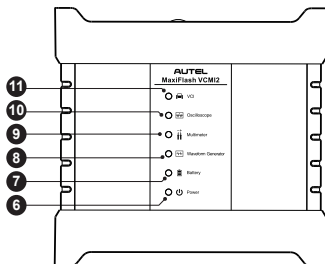 AUTEL
MaxiFlash VCMI2
11 VCI
10 Oscilloscope
9 Multimeter
8 Waveform Generator
7 Battery
6 Power